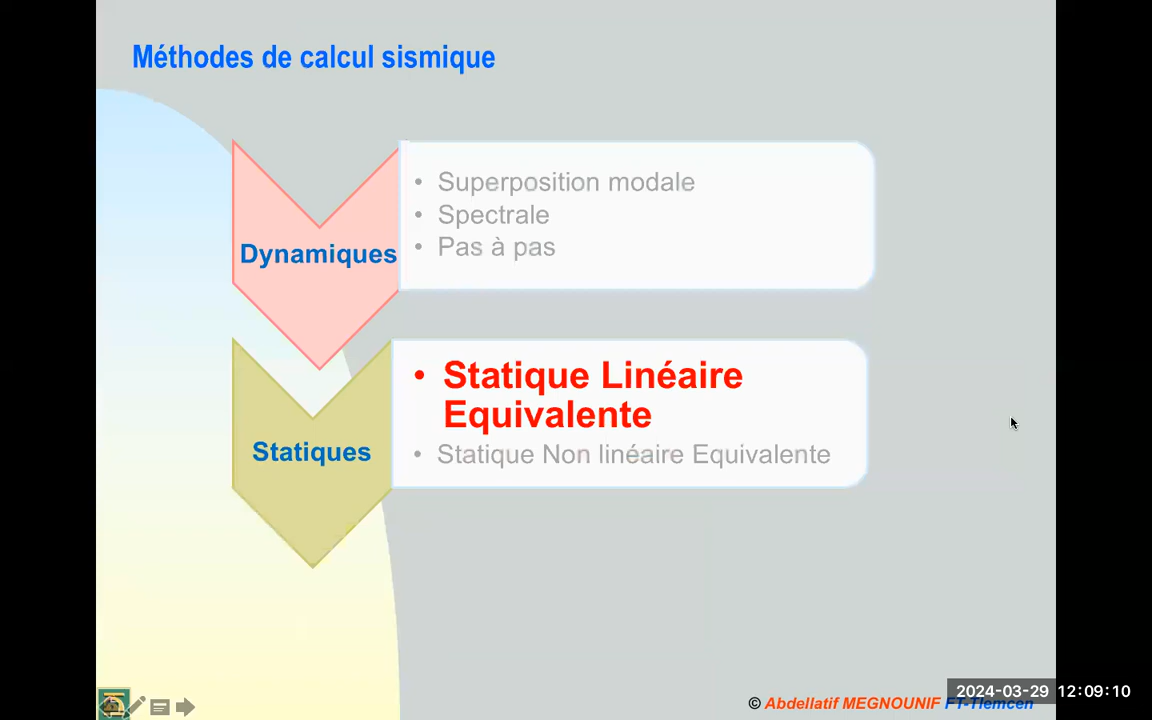 Méthodes de calcul sismique
Dynamiques
• Superposition modale
• Spectrale
• Pas à pas
Statiques
• Statique Linéaire
Equivalente
• Statique Non linéaire Equivalente
© Abdellatif MEGNOUNIF FT-Tlemcen
2024-03-29 12:09:10